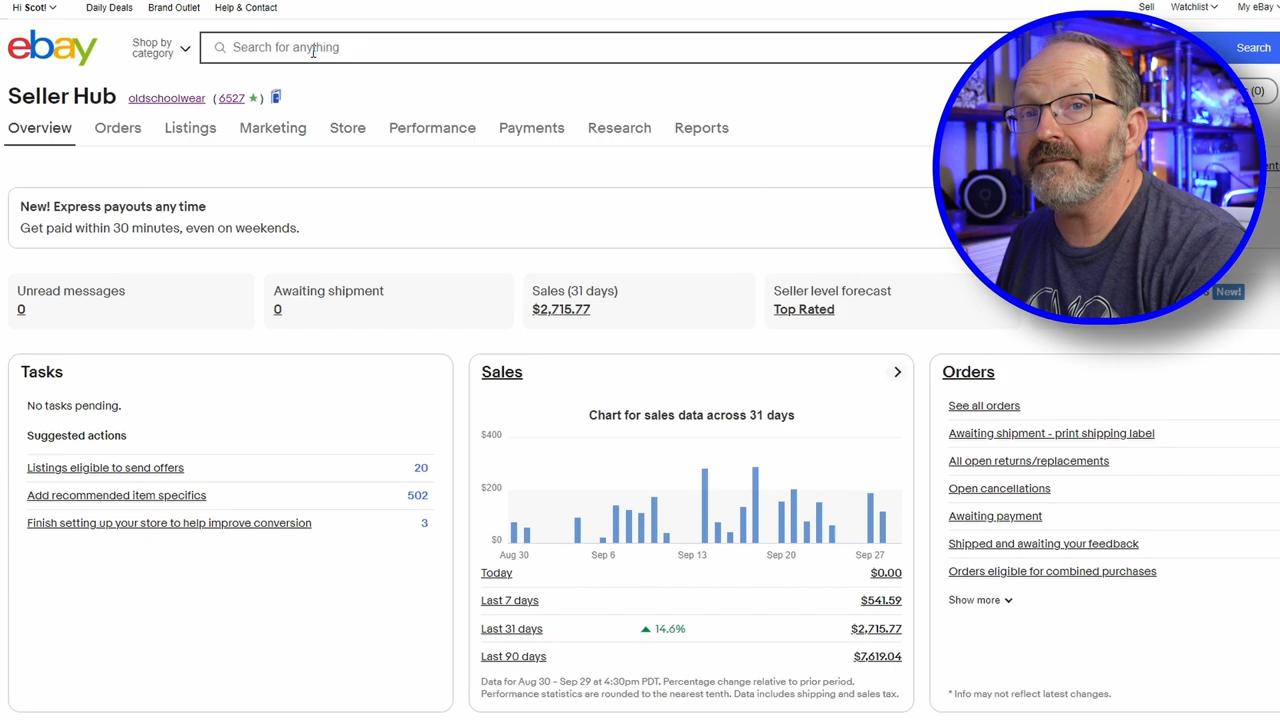 Hi Scot!
Daily Deals
Brand Outlet
Help & Contact
Sell
Watchlist
My eBay
ebay
Shop by
category
Search for anything
Search
Seller Hub oldschoolwear (6527 ★)
(0)
Overview Orders Listings Marketing Store Performance Payments Research Reports
New! Express payouts any time
Get paid within 30 minutes, even on weekends.
Unread messages
0
Awaiting shipment
0
Sales (31 days)
$2,715.77
Seller level forecast
Top Rated
New!
Tasks
No tasks pending.
Suggested actions
Listings eligible to send offers 20
Add recommended item specifics 502
Finish setting up your store to help improve conversion 3
Sales
Chart for sales data across 31 days
$400
$200
$0
Aug 30 Sep 6 Sep 13 Sep 20 Sep 27
Today $0.00
Last 7 days $541.59
Last 31 days 14.6% $2,715.77
Last 90 days $7,619.04
Data for Aug 30 - Sep 29 at 4:30pm PDT. Percentage change relative to prior period.
Performance statistics are rounded to the nearest tenth. Data includes shipping and sales tax.
Orders
See all orders
Awaiting shipment - print shipping label
All open returns/replacements
Open cancellations
Awaiting payment
Shipped and awaiting your feedback
Orders eligible for combined purchases
Show more
* Info may not reflect latest changes.